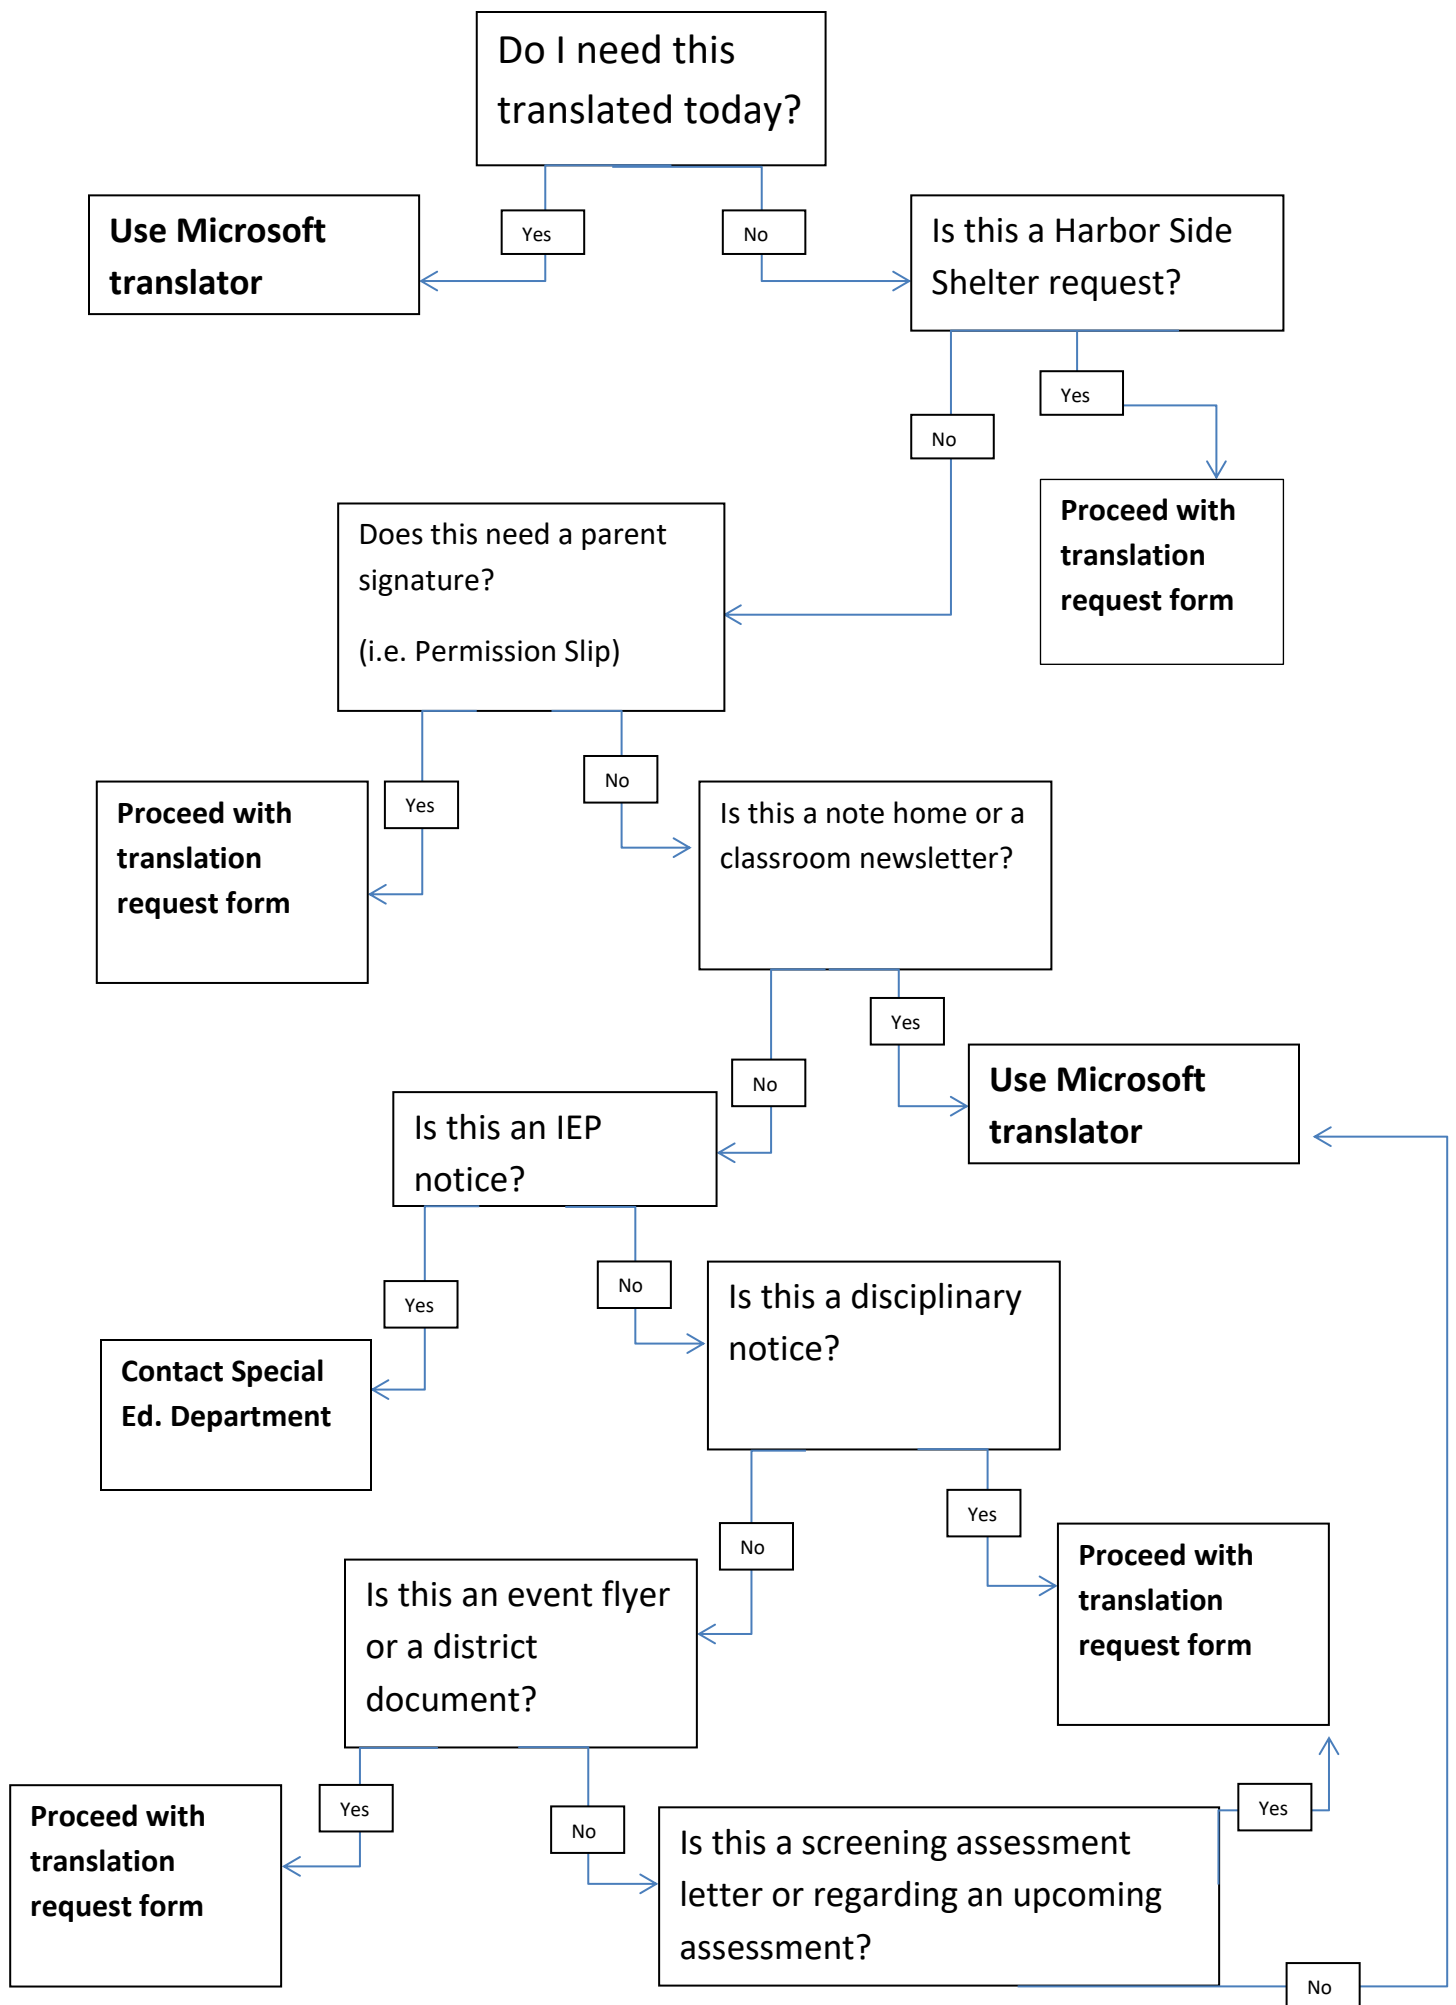 Do I need this
translated today?
Use Microsoft
translator
Yes
No
Is this a Harbor Side
Shelter request?
Yes
No
Proceed with
translation
request form
Does this need a parent
signature?
(i.e. Permission Slip)
Yes
No
Proceed with
translation
request form
Is this a note home or a
classroom newsletter?
Yes
No
Use Microsoft
translator
Is this an IEP
notice?
Yes
No
Contact Special
Ed. Department
Is this a disciplinary
notice?
Yes
No
Proceed with
translation
request form
Is this an event flyer
or a district
document?
Yes
No
Proceed with
translation
request form
Is this a screening assessment
letter or regarding an upcoming
assessment?
Yes
No